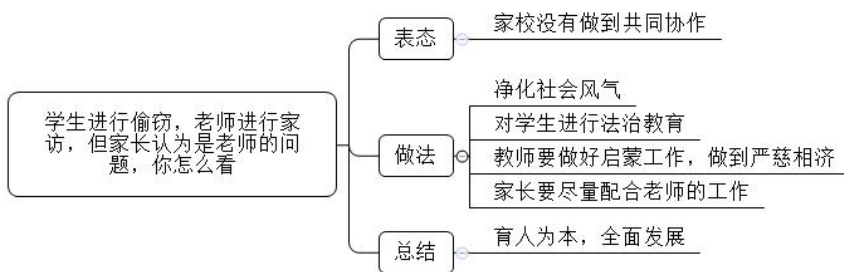 学生进行偷窃，老师进行家
访，但家长认为是老师的问
题，你怎么看
表态
家校没有做到共同协作
做法
净化社会风气
对学生进行法治教育
教师要做好启蒙工作，做到严慈相济
家长要尽量配合老师的工作
总结
育人为本，全面发展